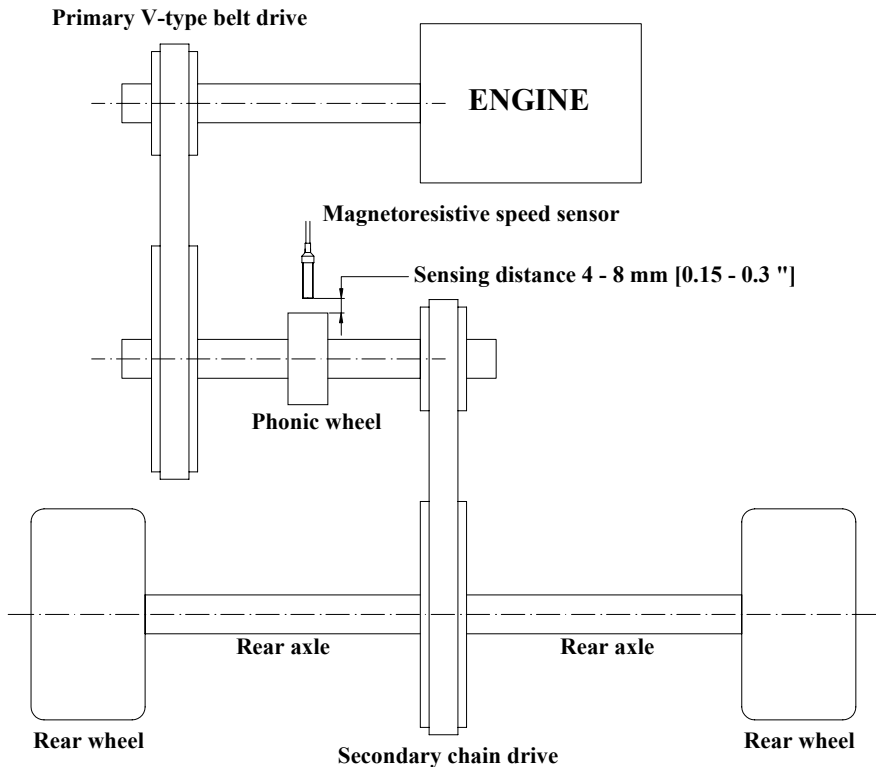 Primary V-type belt drive
ENGINE
Magnetoresistive speed sensor
Sensing distance 4 - 8 mm [0.15 - 0.3 "]
Phonic wheel
Rear axle
Rear axle
Rear wheel
Secondary chain drive
Rear wheel